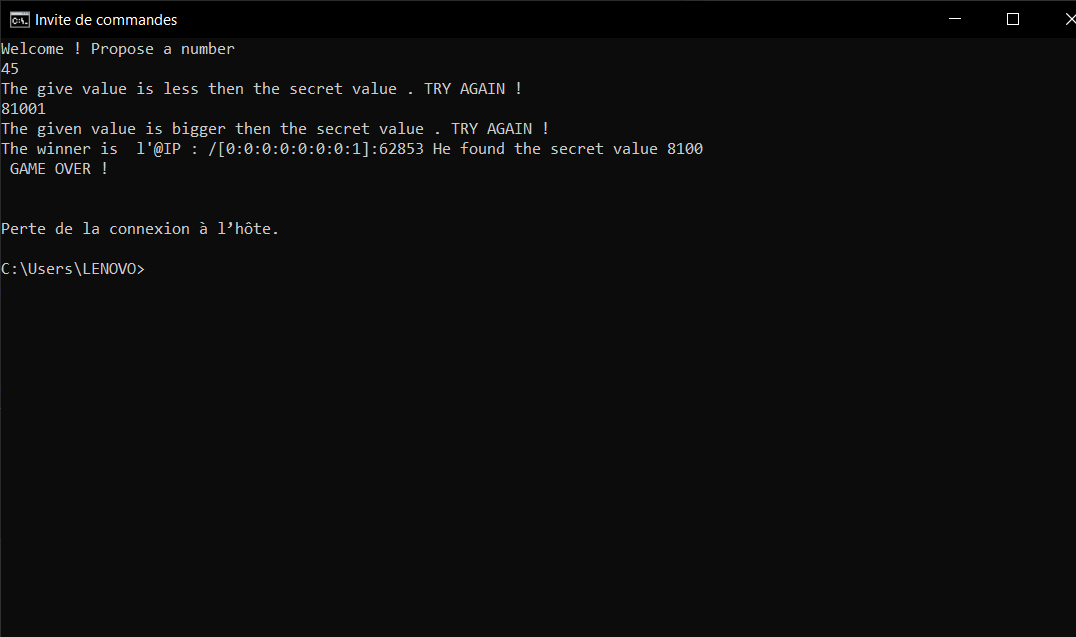 Invite de commandes
Welcome ! Propose a number
45
The give value is less then the secret value . TRY AGAIN !
81001
The given value is bigger then the secret value . TRY AGAIN !
The winner is  l'@IP : /[0:0:0:0:0:0:0:1]:62853 He found the secret value 8100
 GAME OVER !
Perte de la connexion à l’hôte.
C:\Users\LENOVO>